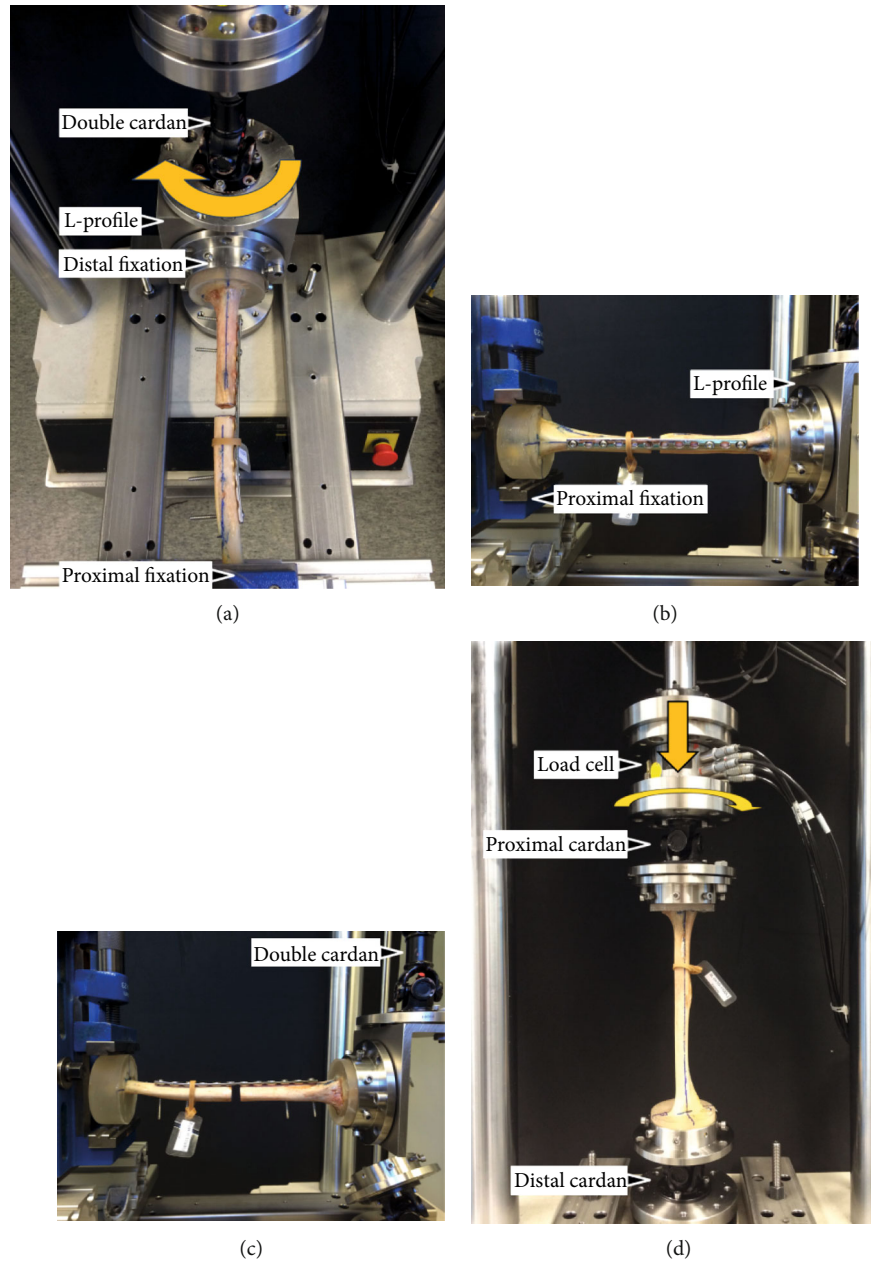 Double cardan
L-profile
Distal fixation
Proximal fixation
(a)
L-profile
Proximal fixation
(b)
Double cardan
(c)
Load cell
Proximal cardan
Distal cardan
(d)